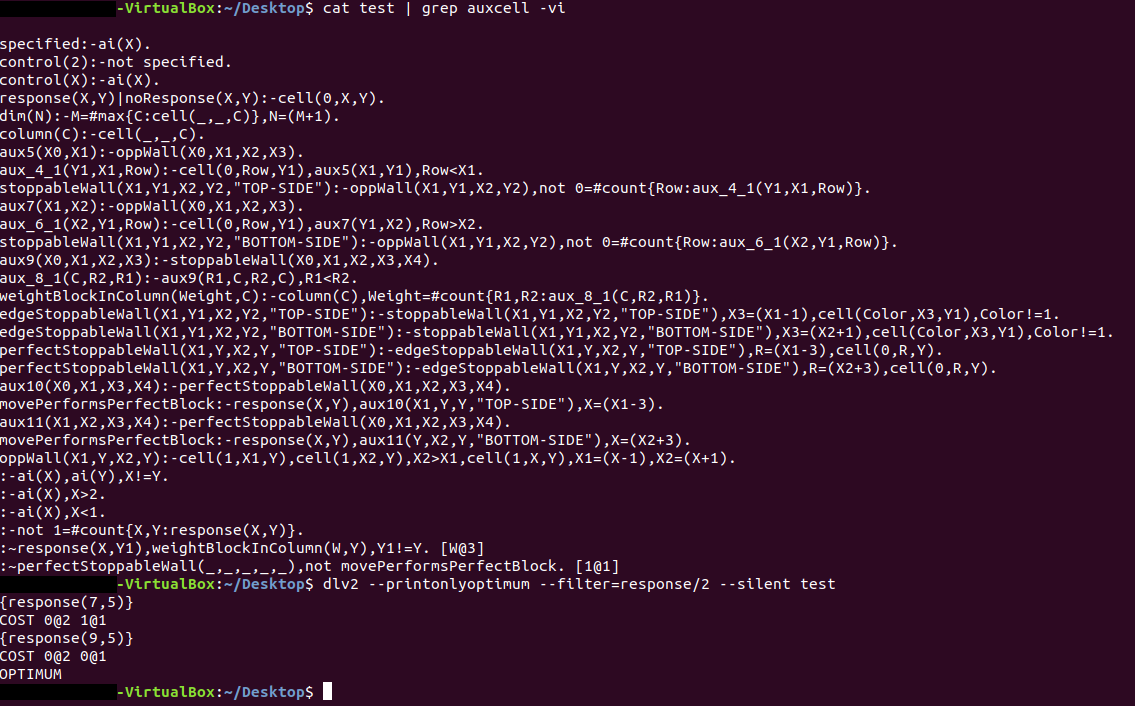 -VirtualBox:~/Desktop$ cat test | grep auxcell -vi
specified:-ai(X).
control(2):-not specified.
control(X):-ai(X).
response(X,Y)|noResponse(X,Y):-cell(0,X,Y).
dim(N):-M=#max{C:cell(_,_,C)},N=(M+1).
column(C):-cell(_,_,C).
aux5(X0,X1):-oppWall(X0,X1,X2,X3).
aux_4_1(Y1,X1,Row):-cell(0,Row,Y1),aux5(X1,Y1),Row<X1.
stoppableWall(X1,Y1,X2,Y2,"TOP-SIDE"):-oppWall(X1,Y1,X2,Y2),not 0=#count{Row:aux_4_1(Y1,X1,Row)}.
aux7(X1,X2):-oppWall(X0,X1,X2,X3).
aux_6_1(X2,Y1,Row):-cell(0,Row,Y1),aux7(Y1,X2),Row>X2.
stoppableWall(X1,Y1,X2,Y2,"BOTTOM-SIDE"):-oppWall(X1,Y1,X2,Y2),not 0=#count{Row:aux_6_1(X2,Y1,Row)}.
aux9(X0,X1,X2,X3):-stoppableWall(X0,X1,X2,X3,X4).
aux_8_1(C,R2,R1):-aux9(R1,C,R2,C),R1<R2.
weightBlockInColumn(Weight,C):-column(C),Weight=#count{R1,R2:aux_8_1(C,R2,R1)}.
edgeStoppableWall(X1,Y1,X2,Y2,"TOP-SIDE"):-stoppableWall(X1,Y1,X2,Y2,"TOP-SIDE"),X3=(X1-1),cell(Color,X3,Y1),Color!=1.
edgeStoppableWall(X1,Y1,X2,Y2,"BOTTOM-SIDE"):-stoppableWall(X1,Y1,X2,Y2,"BOTTOM-SIDE"),X3=(X2+1),cell(Color,X3,Y1),Color!=1.
perfectStoppableWall(X1,Y,X2,Y,"TOP-SIDE"):-edgeStoppableWall(X1,Y,X2,Y,"TOP-SIDE"),R=(X1-3),cell(0,R,Y).
perfectStoppableWall(X1,Y,X2,Y,"BOTTOM-SIDE"):-edgeStoppableWall(X1,Y,X2,Y,"BOTTOM-SIDE"),R=(X2+3),cell(0,R,Y).
aux10(X0,X1,X3,X4):-perfectStoppableWall(X0,X1,X2,X3,X4).
movePerformsPerfectBlock:-response(X,Y),aux10(X1,Y,Y,"TOP-SIDE"),X=(X1-3).
aux11(X1,X2,X3,X4):-perfectStoppableWall(X0,X1,X2,X3,X4).
movePerformsPerfectBlock:-response(X,Y),aux11(Y,X2,Y,"BOTTOM-SIDE"),X=(X2+3).
oppWall(X1,Y,X2,Y):-cell(1,X1,Y),cell(1,X2,Y),X2>X1,cell(1,X,Y),X1=(X-1),X2=(X+1).
:-ai(X),ai(Y),X!=Y.
:-ai(X),X>2.
:-ai(X),X<1.
:-not 1=#count{X,Y:response(X,Y)}.
:~response(X,Y1),weightBlockInColumn(W,Y),Y1!=Y. [W@3]
:~perfectStoppableWall(_,_,_,_,_),not movePerformsPerfectBlock. [1@1]
-VirtualBox:~/Desktop$ dlv2 --printonlyoptimum --filter=response/2 --silent test
{response(7,5)}
COST 0@2 1@1
{response(9,5)}
COST 0@2 0@1
OPTIMUM
-VirtualBox:~/Desktop$